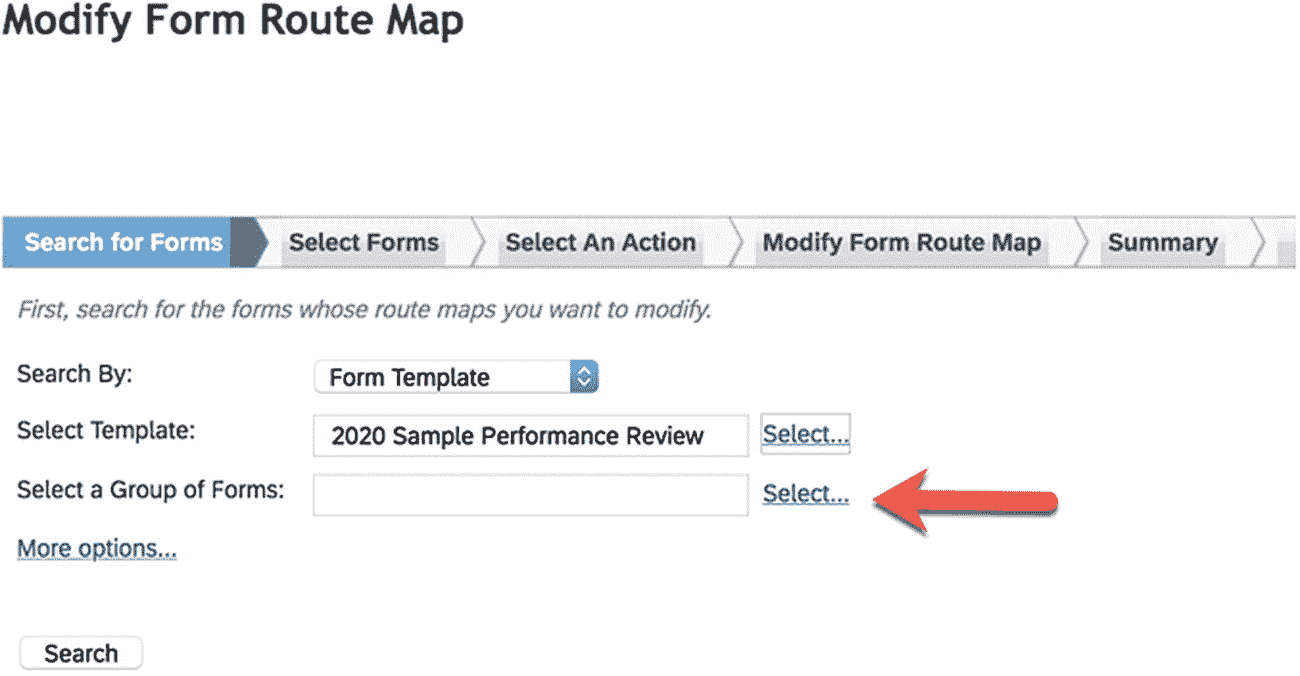 Modify Form Route Map
Search for Forms Select Forms Select An Action Modify Form Route Map Summary
First, search for the forms whose route maps you want to modify.
Search By: Form Template
Select Template: 2020 Sample Performance Review Select...
Select a Group of Forms: Select...
More options...
Search